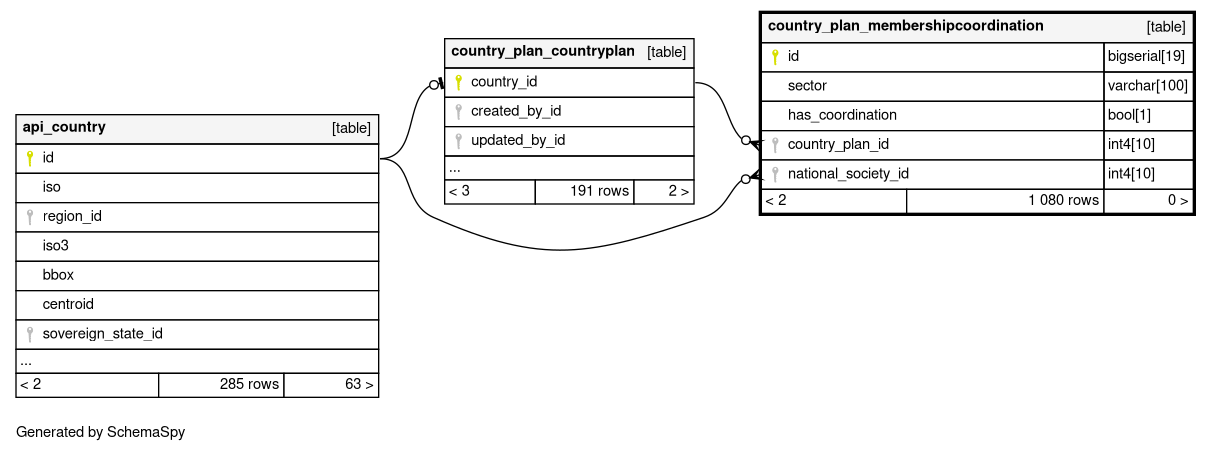 country_plan_membershipcoordination [table]
id bigserial[19]
sector varchar[100]
has_coordination bool[1]
country_plan_id int4[10]
national_society_id int4[10]
< 2 1 080 rows 0 >
country_plan_countryplan [table]
country_id
created_by_id
updated_by_id
...
< 3 191 rows 2 >
api_country [table]
id
iso
region_id
iso3
bbox
centroid
sovereign_state_id
...
< 2 285 rows 63 >
Generated by SchemaSpy